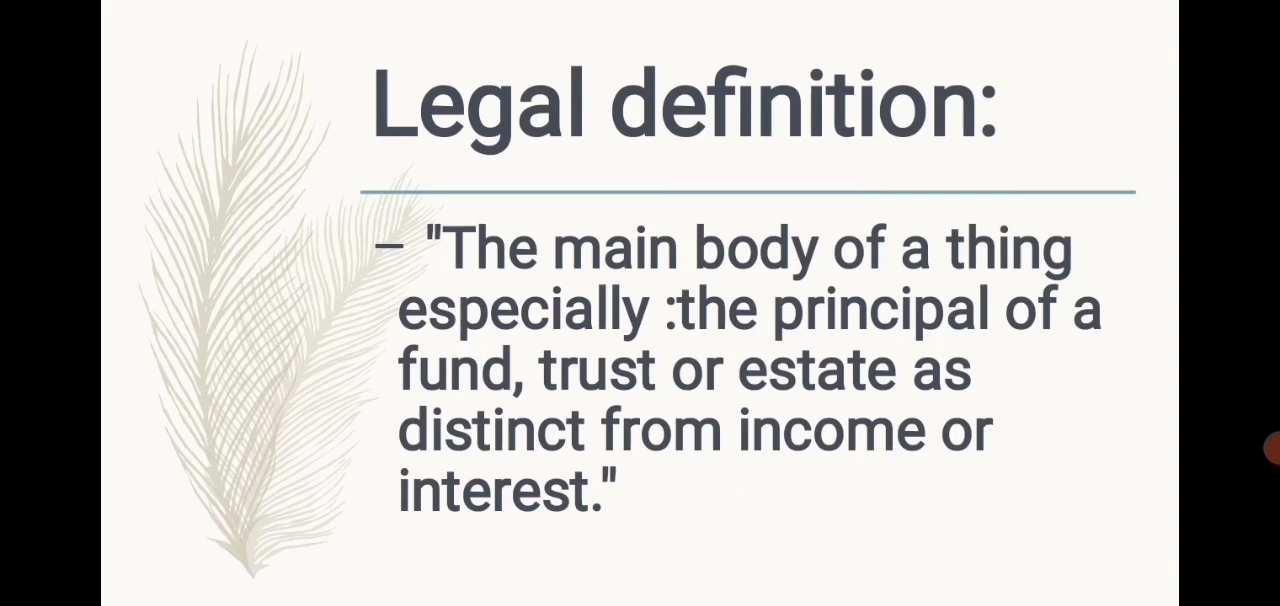 Legal definition:
– "The main body of a thing
especially :the principal of a
fund, trust or estate as
distinct from income or
interest."